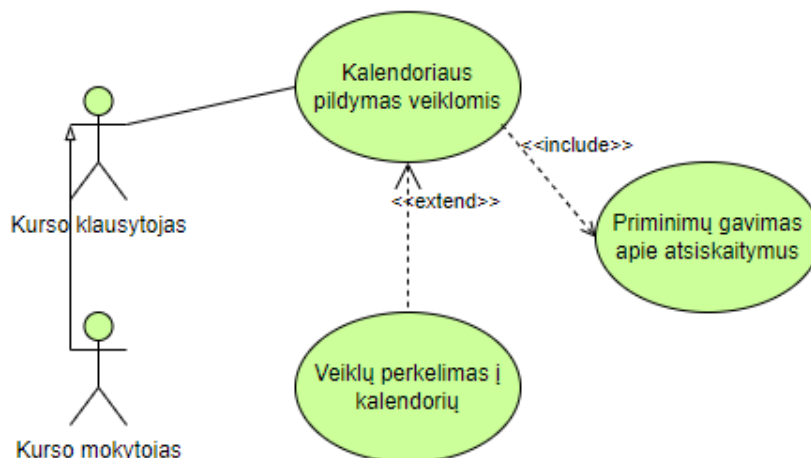 Kalendoriaus
pildymas veiklomis
<<include>>
Priminimų gavimas
apie atsiskaitymus
<<extend>>
Kurso klausytojas
Veiklų perkelimas į
kalendorių
Kurso mokytojas